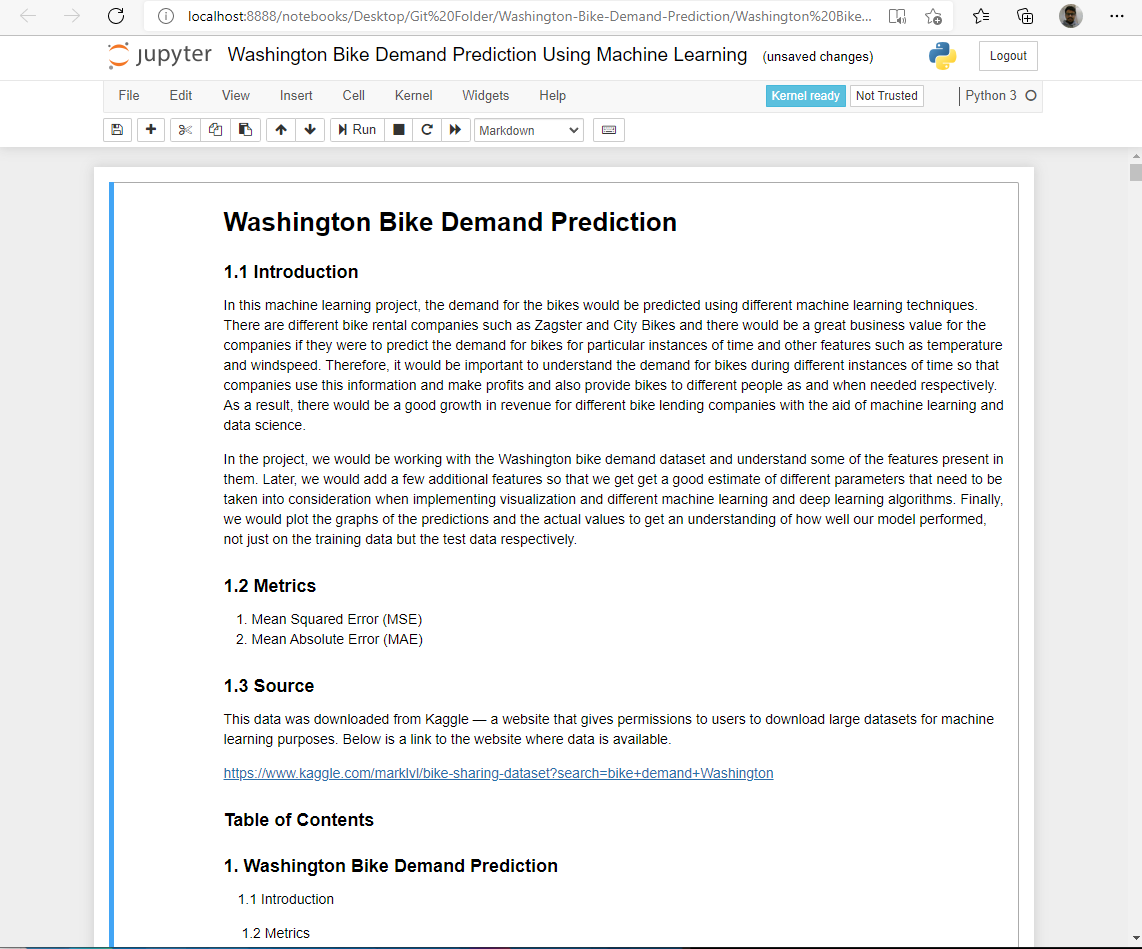 localhost:8888/notebooks/Desktop/Git%20Folder/Washington-Bike-Demand-Prediction/Washington%20Bike...
jupyter Washington Bike Demand Prediction Using Machine Learning (unsaved changes) Logout
File Edit View Insert Cell Kernel Widgets Help Kernel ready Not Trusted Python 3
Run Markdown
Washington Bike Demand Prediction
1.1 Introduction
In this machine learning project, the demand for the bikes would be predicted using different machine learning techniques.
There are different bike rental companies such as Zagster and City Bikes and there would be a great business value for the
companies if they were to predict the demand for bikes for particular instances of time and other features such as temperature
and windspeed. Therefore, it would be important to understand the demand for bikes during different instances of time so that
companies use this information and make profits and also provide bikes to different people as and when needed respectively.
As a result, there would be a good growth in revenue for different bike lending companies with the aid of machine learning and
data science.
In the project, we would be working with the Washington bike demand dataset and understand some of the features present in
them. Later, we would add a few additional features so that we get get a good estimate of different parameters that need to be
taken into consideration when implementing visualization and different machine learning and deep learning algorithms. Finally,
we would plot the graphs of the predictions and the actual values to get an understanding of how well our model performed,
not just on the training data but the test data respectively.
1.2 Metrics
1. Mean Squared Error (MSE)
2. Mean Absolute Error (MAE)
1.3 Source
This data was downloaded from Kaggle — a website that gives permissions to users to download large datasets for machine
learning purposes. Below is a link to the website where data is available.
https://www.kaggle.com/marklvl/bike-sharing-dataset?search=bike+demand+Washington
Table of Contents
1. Washington Bike Demand Prediction
1.1 Introduction
1.2 Metrics